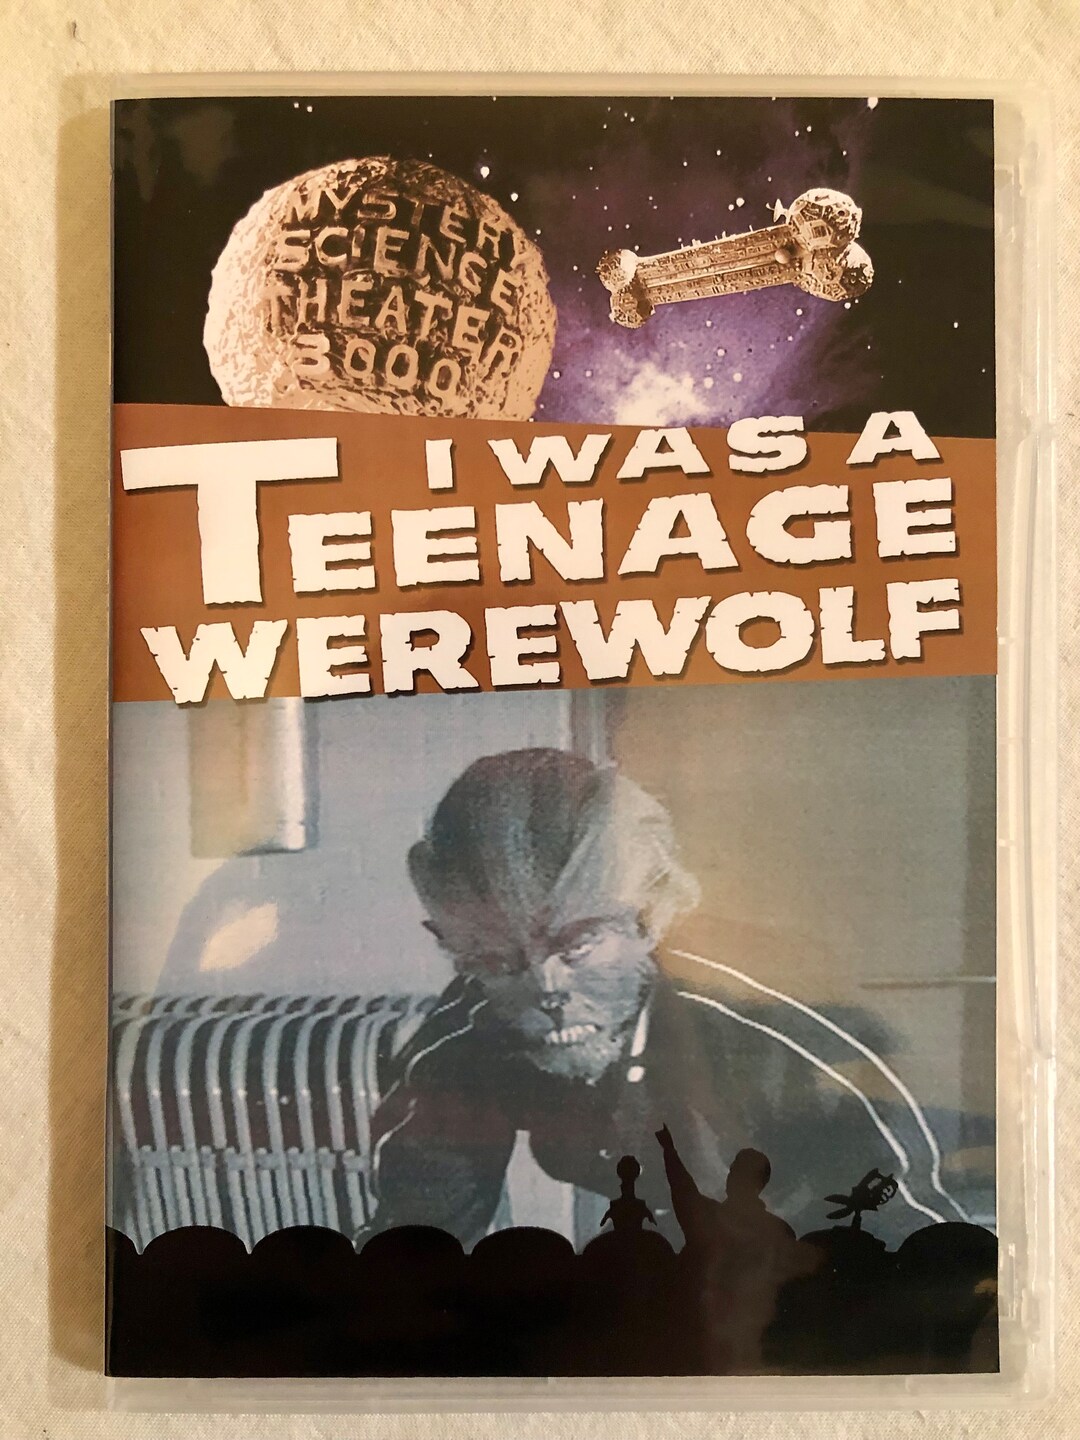 MYSTERY
SCIENCE
THEATER
3000
I WAS A
TEENAGE
WEREWOLF